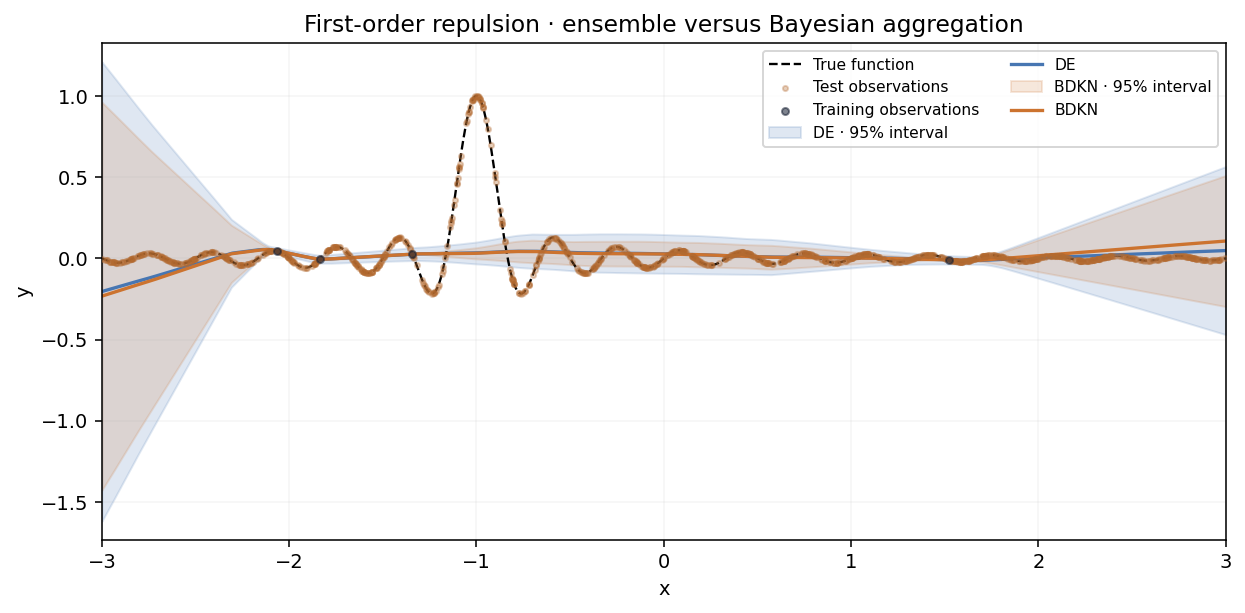 First-order repulsion · ensemble versus Bayesian aggregation
True function
Test observations
Training observations
DE · 95% interval
DE
BDKN · 95% interval
BDKN
y
1.0
0.5
0.0
−0.5
−1.0
−1.5
−3
−2
−1
0
1
2
3
x